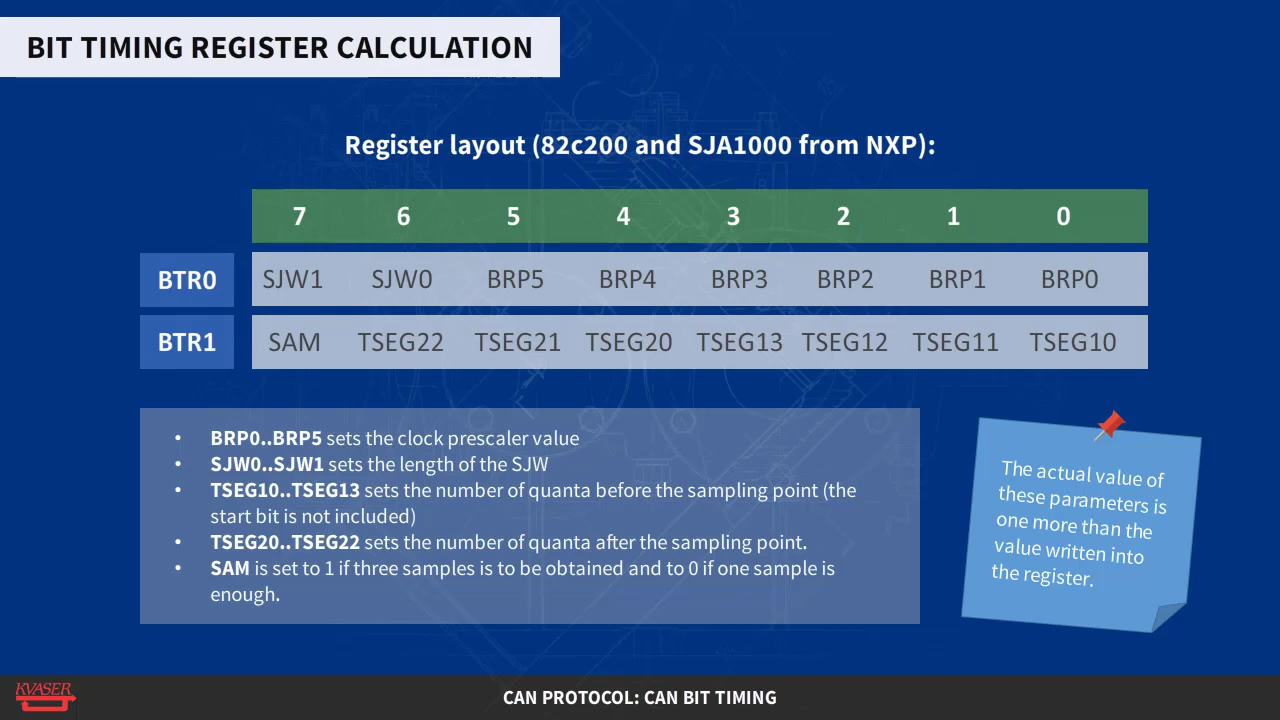 BIT TIMING REGISTER CALCULATION
Register layout (82c200 and SJA1000 from NXP):
7 6 5 4 3 2 1 0
BTR0 SJW1 SJW0 BRP5 BRP4 BRP3 BRP2 BRP1 BRP0
BTR1 SAM TSEG22 TSEG21 TSEG20 TSEG13 TSEG12 TSEG11 TSEG10
• BRP0..BRP5 sets the clock prescaler value
• SJW0..SJW1 sets the length of the SJW
• TSEG10..TSEG13 sets the number of quanta before the sampling point (the
start bit is not included)
• TSEG20..TSEG22 sets the number of quanta after the sampling point.
• SAM is set to 1 if three samples is to be obtained and to 0 if one sample is
enough.
The actual value of
these parameters is
one more than the
value written into
the register.
KVASER
CAN PROTOCOL: CAN BIT TIMING